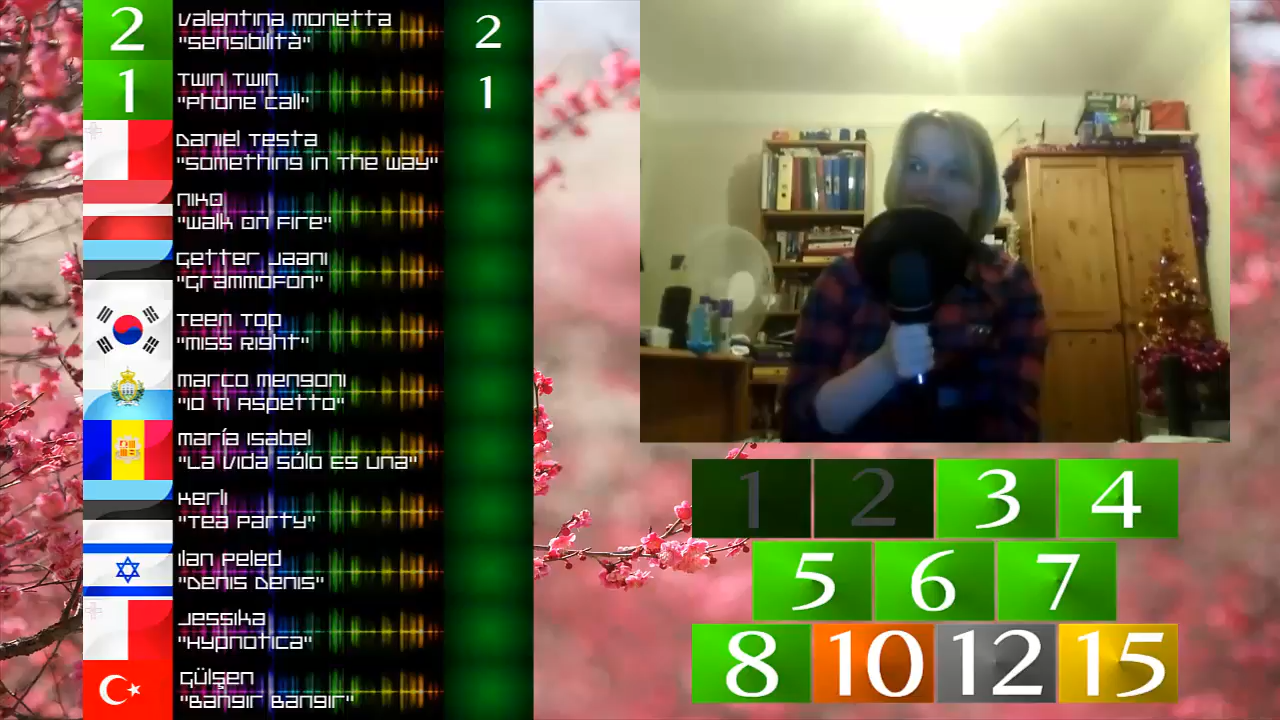 2
Valentina Monetta
"Sensibilità"
2
1
Twin Twin
"Phone Call"
1
Daniel Testa
"Something In The Way"
Niko
"Walk On Fire"
Getter Jaani
"Grammofon"
Teen Top
"Miss Right"
Marco Mengoni
"Io Ti Aspetto"
María Isabel
"La Vida Sólo Es Una"
Kerli
"Tea Party"
Ilan Peled
"Denis Denis"
Jessika
"Hypnotica"
Gülşen
"Bangir Bangir"
1 2 3 4
5 6 7
8 10 12 15